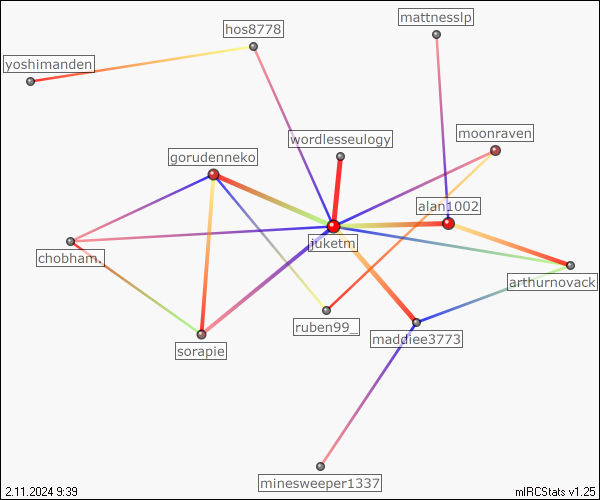 mattnesslp
hos8778
yoshimanden
moonraven
wordlesseulogy
gorudenneko
alan1002
juketm
chobham.
arthurnovack
ruben99_
maddiee3773
sorapie
minesweeper1337
2.11.2024 9:39
mIRCStats v1.25